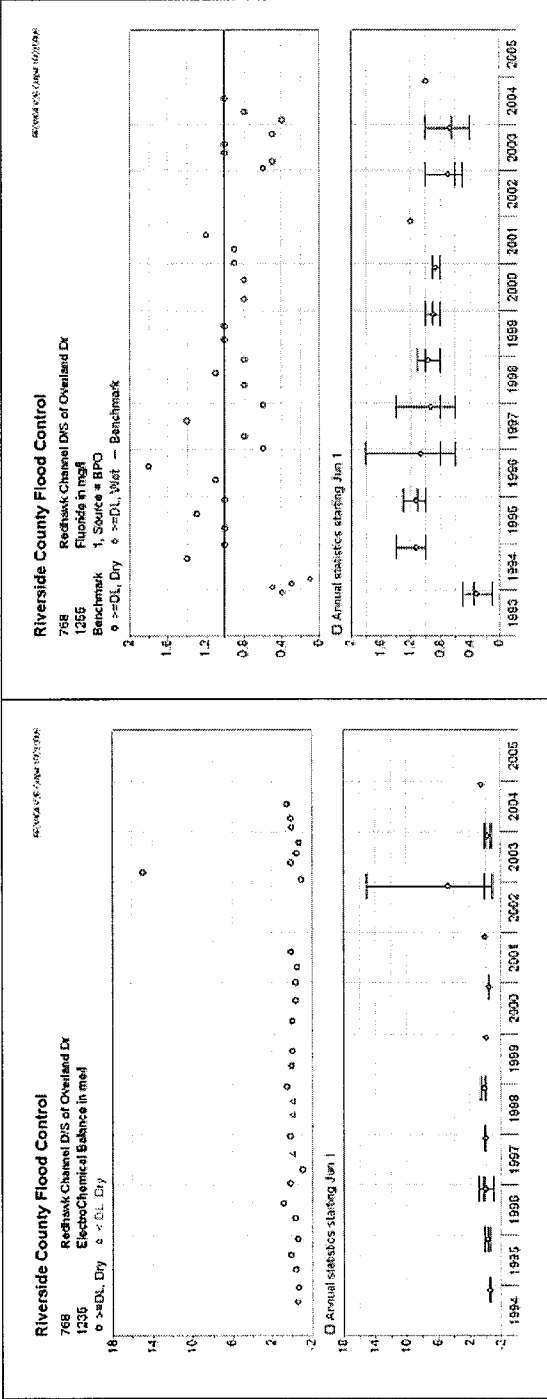 Riverside County Flood Control
768 Redhawk Channel D/S of Overland Dr
1235 ElectroChemical Balance in me/l
o >=DL, Dry △ < DL, Dry
18
14
10
6
2
-2
Annual statistics starting Jun 1
18
14
10
6
2
-2
1994 1995 1996 1997 1998 1999 2000 2001 2002 2003 2004 2005
Riverside County Flood Control
768 Redhawk Channel D/S of Overland Dr
1255 Fluoride in mg/l
Benchmark 1, Source = BPO
o >=DL, Dry ◇ >=DL, Wet — Benchmark
2
1.6
1.2
0.8
0.4
0
Annual statistics starting Jun 1
2
1.6
1.2
0.8
0.4
0
1993 1994 1995 1996 1997 1998 1999 2000 2001 2002 2003 2004 2005